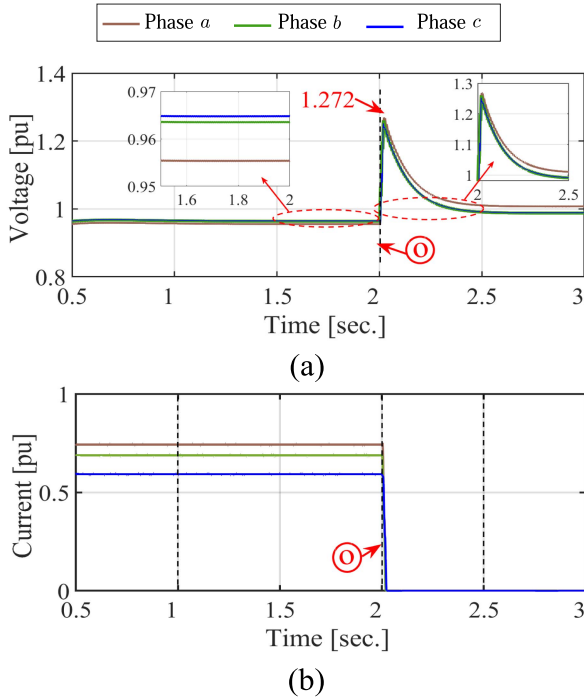 Phase a Phase b Phase c
1.4
1.2
1
0.8
Voltage [pu]
0.97
0.965
0.96
0.95
1.6 1.8 2
1.272
1.3
1.2
1.1
1
2 2.5
O
0.5 1 1.5 2 2.5 3
Time [sec.]
(a)
1
0.5
0
Current [pu]
O
0.5 1 1.5 2 2.5 3
Time [sec.]
(b)